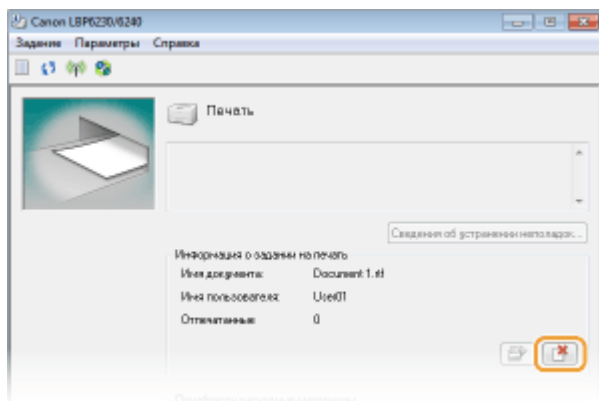 Canon LBP6230/6240
Задание Параметры Справка
Печать
Сведения об устранении неполадок...
Информация о задании на печать
Имя документа: Document 1.rtf
Имя пользователя: User01
Отпечатанные: 0